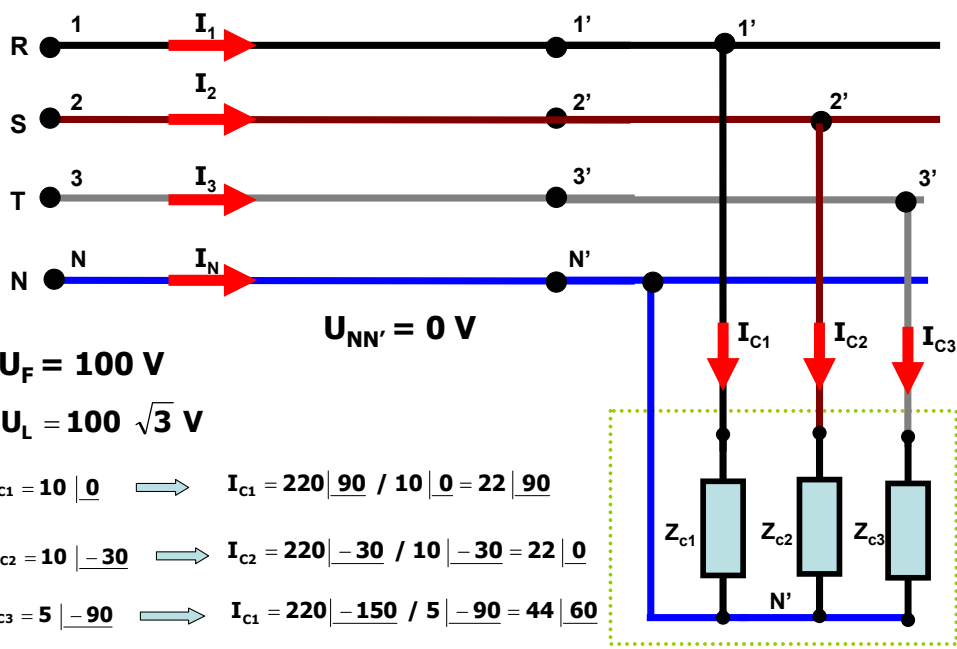 R 1 I1 1’ 1’
S 2 I2 2’ 2’
T 3 I3 3’ 3’
N N IN N’
UNN’ = 0 V
IC1 IC2 IC3
UF = 100 V
UL = 100 √3 V
c1 = 10 |0 IC1 = 220|90 / 10 |0 = 22 |90
c2 = 10 |−30 IC2 = 220|−30 / 10 |−30 = 22 |0
c3 = 5 |−90 IC1 = 220|−150 / 5 |−90 = 44 |60
Zc1 Zc2 Zc3
N’